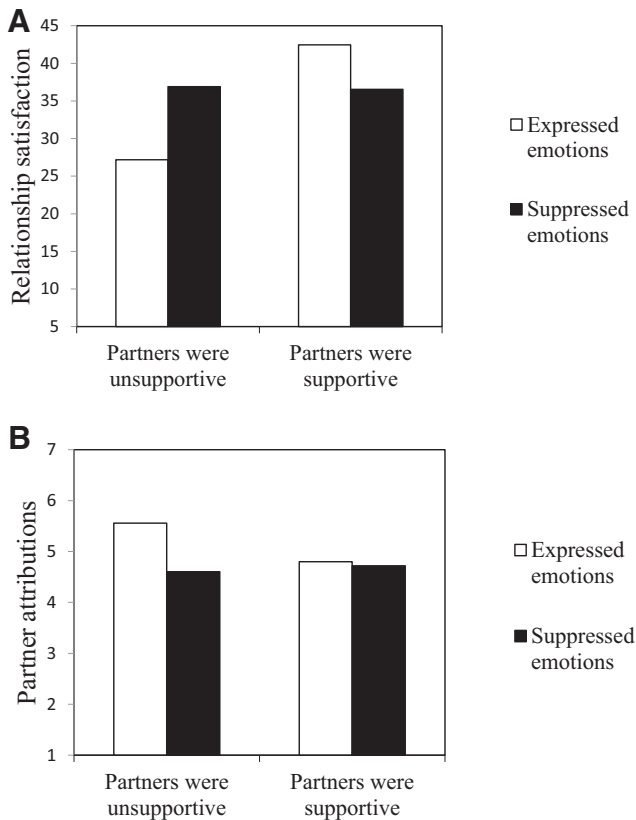 A
Relationship satisfaction
45
40
35
30
25
20
15
10
5
Partners were
unsupportive
Partners were
supportive
Expressed
emotions
Suppressed
emotions
B
Partner attributions
7
6
5
4
3
2
1
Partners were
unsupportive
Partners were
supportive
Expressed
emotions
Suppressed
emotions